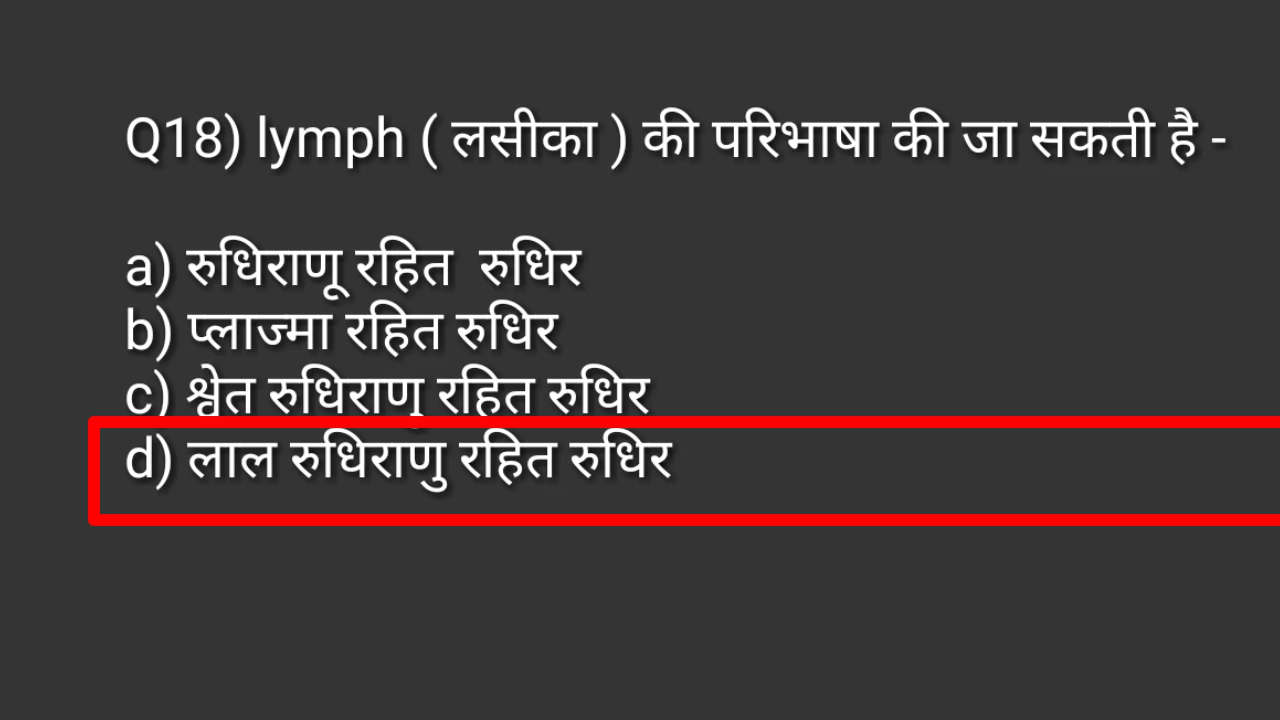 Q18) lymph ( लसीका ) की परिभाषा की जा सकती है -
a) रुधिराणू रहित रुधिर
b) प्लाज्मा रहित रुधिर
c) श्वेत रुधिराणु रहित रुधिर
d) लाल रुधिराणु रहित रुधिर